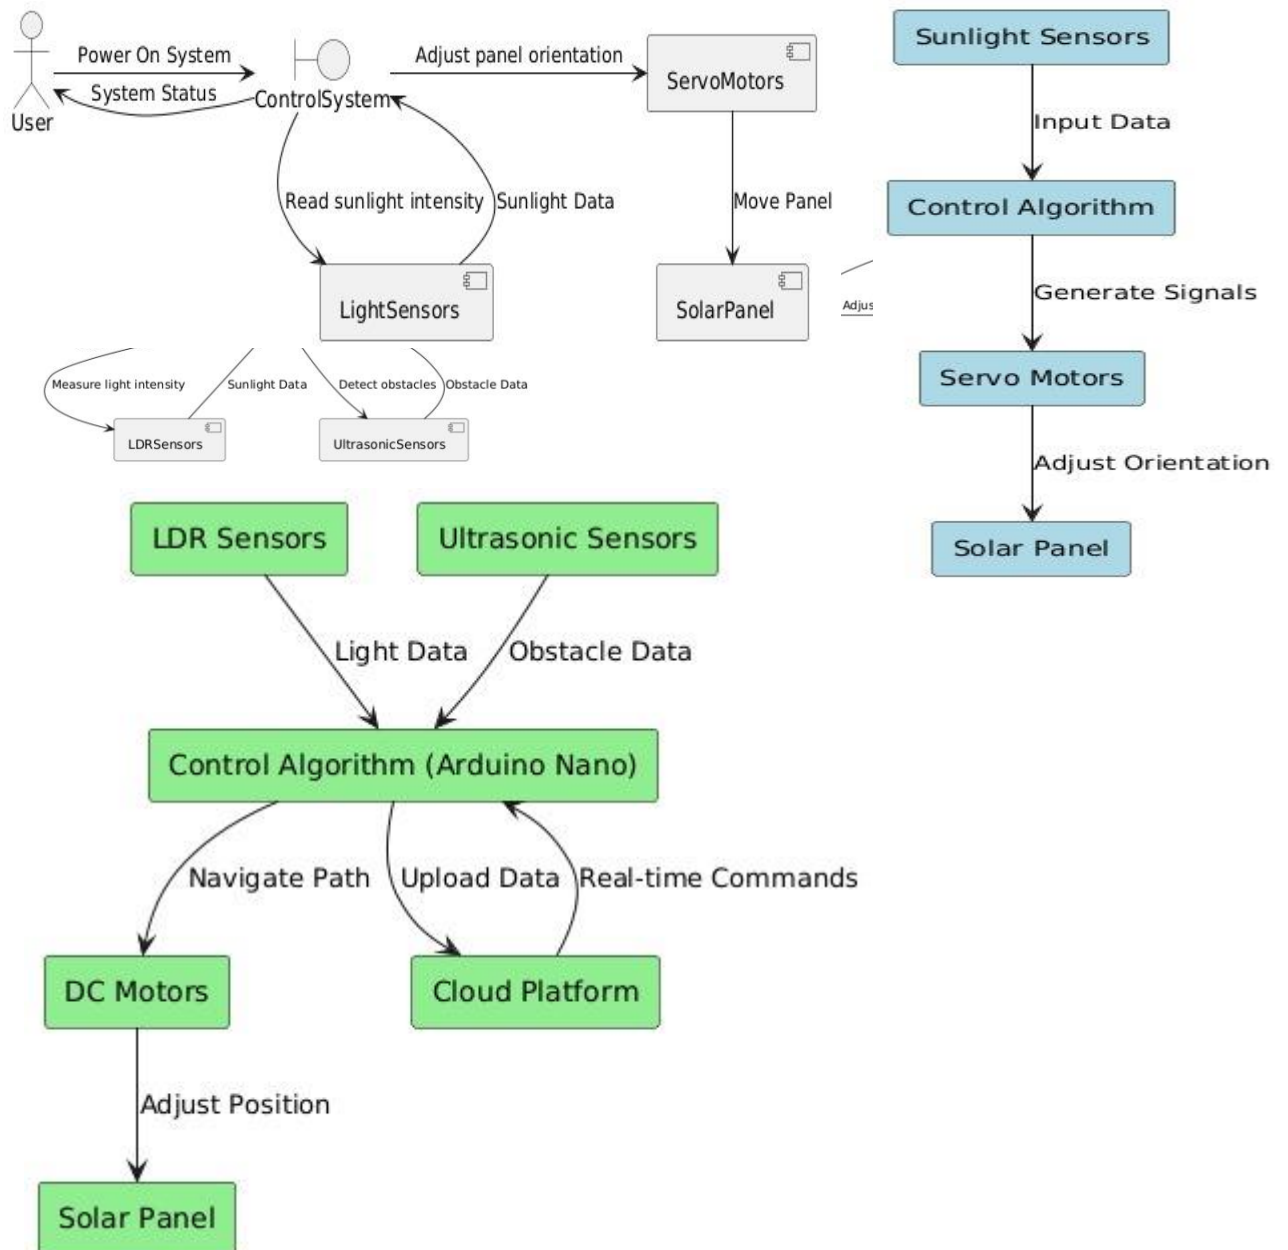 Power On System
System Status
User
ControlSystem
Adjust panel orientation
ServoMotors
Read sunlight intensity
Sunlight Data
Move Panel
LightSensors
SolarPanel
Sunlight Sensors
Input Data
Control Algorithm
Generate Signals
Servo Motors
Adjust Orientation
Solar Panel
Adjus
Measure light intensity
Sunlight Data
Detect obstacles
Obstacle Data
LDRSensors
UltrasonicSensors
LDR Sensors
Ultrasonic Sensors
Light Data
Obstacle Data
Control Algorithm (Arduino Nano)
Navigate Path
Upload Data
Real-time Commands
DC Motors
Cloud Platform
Adjust Position
Solar Panel